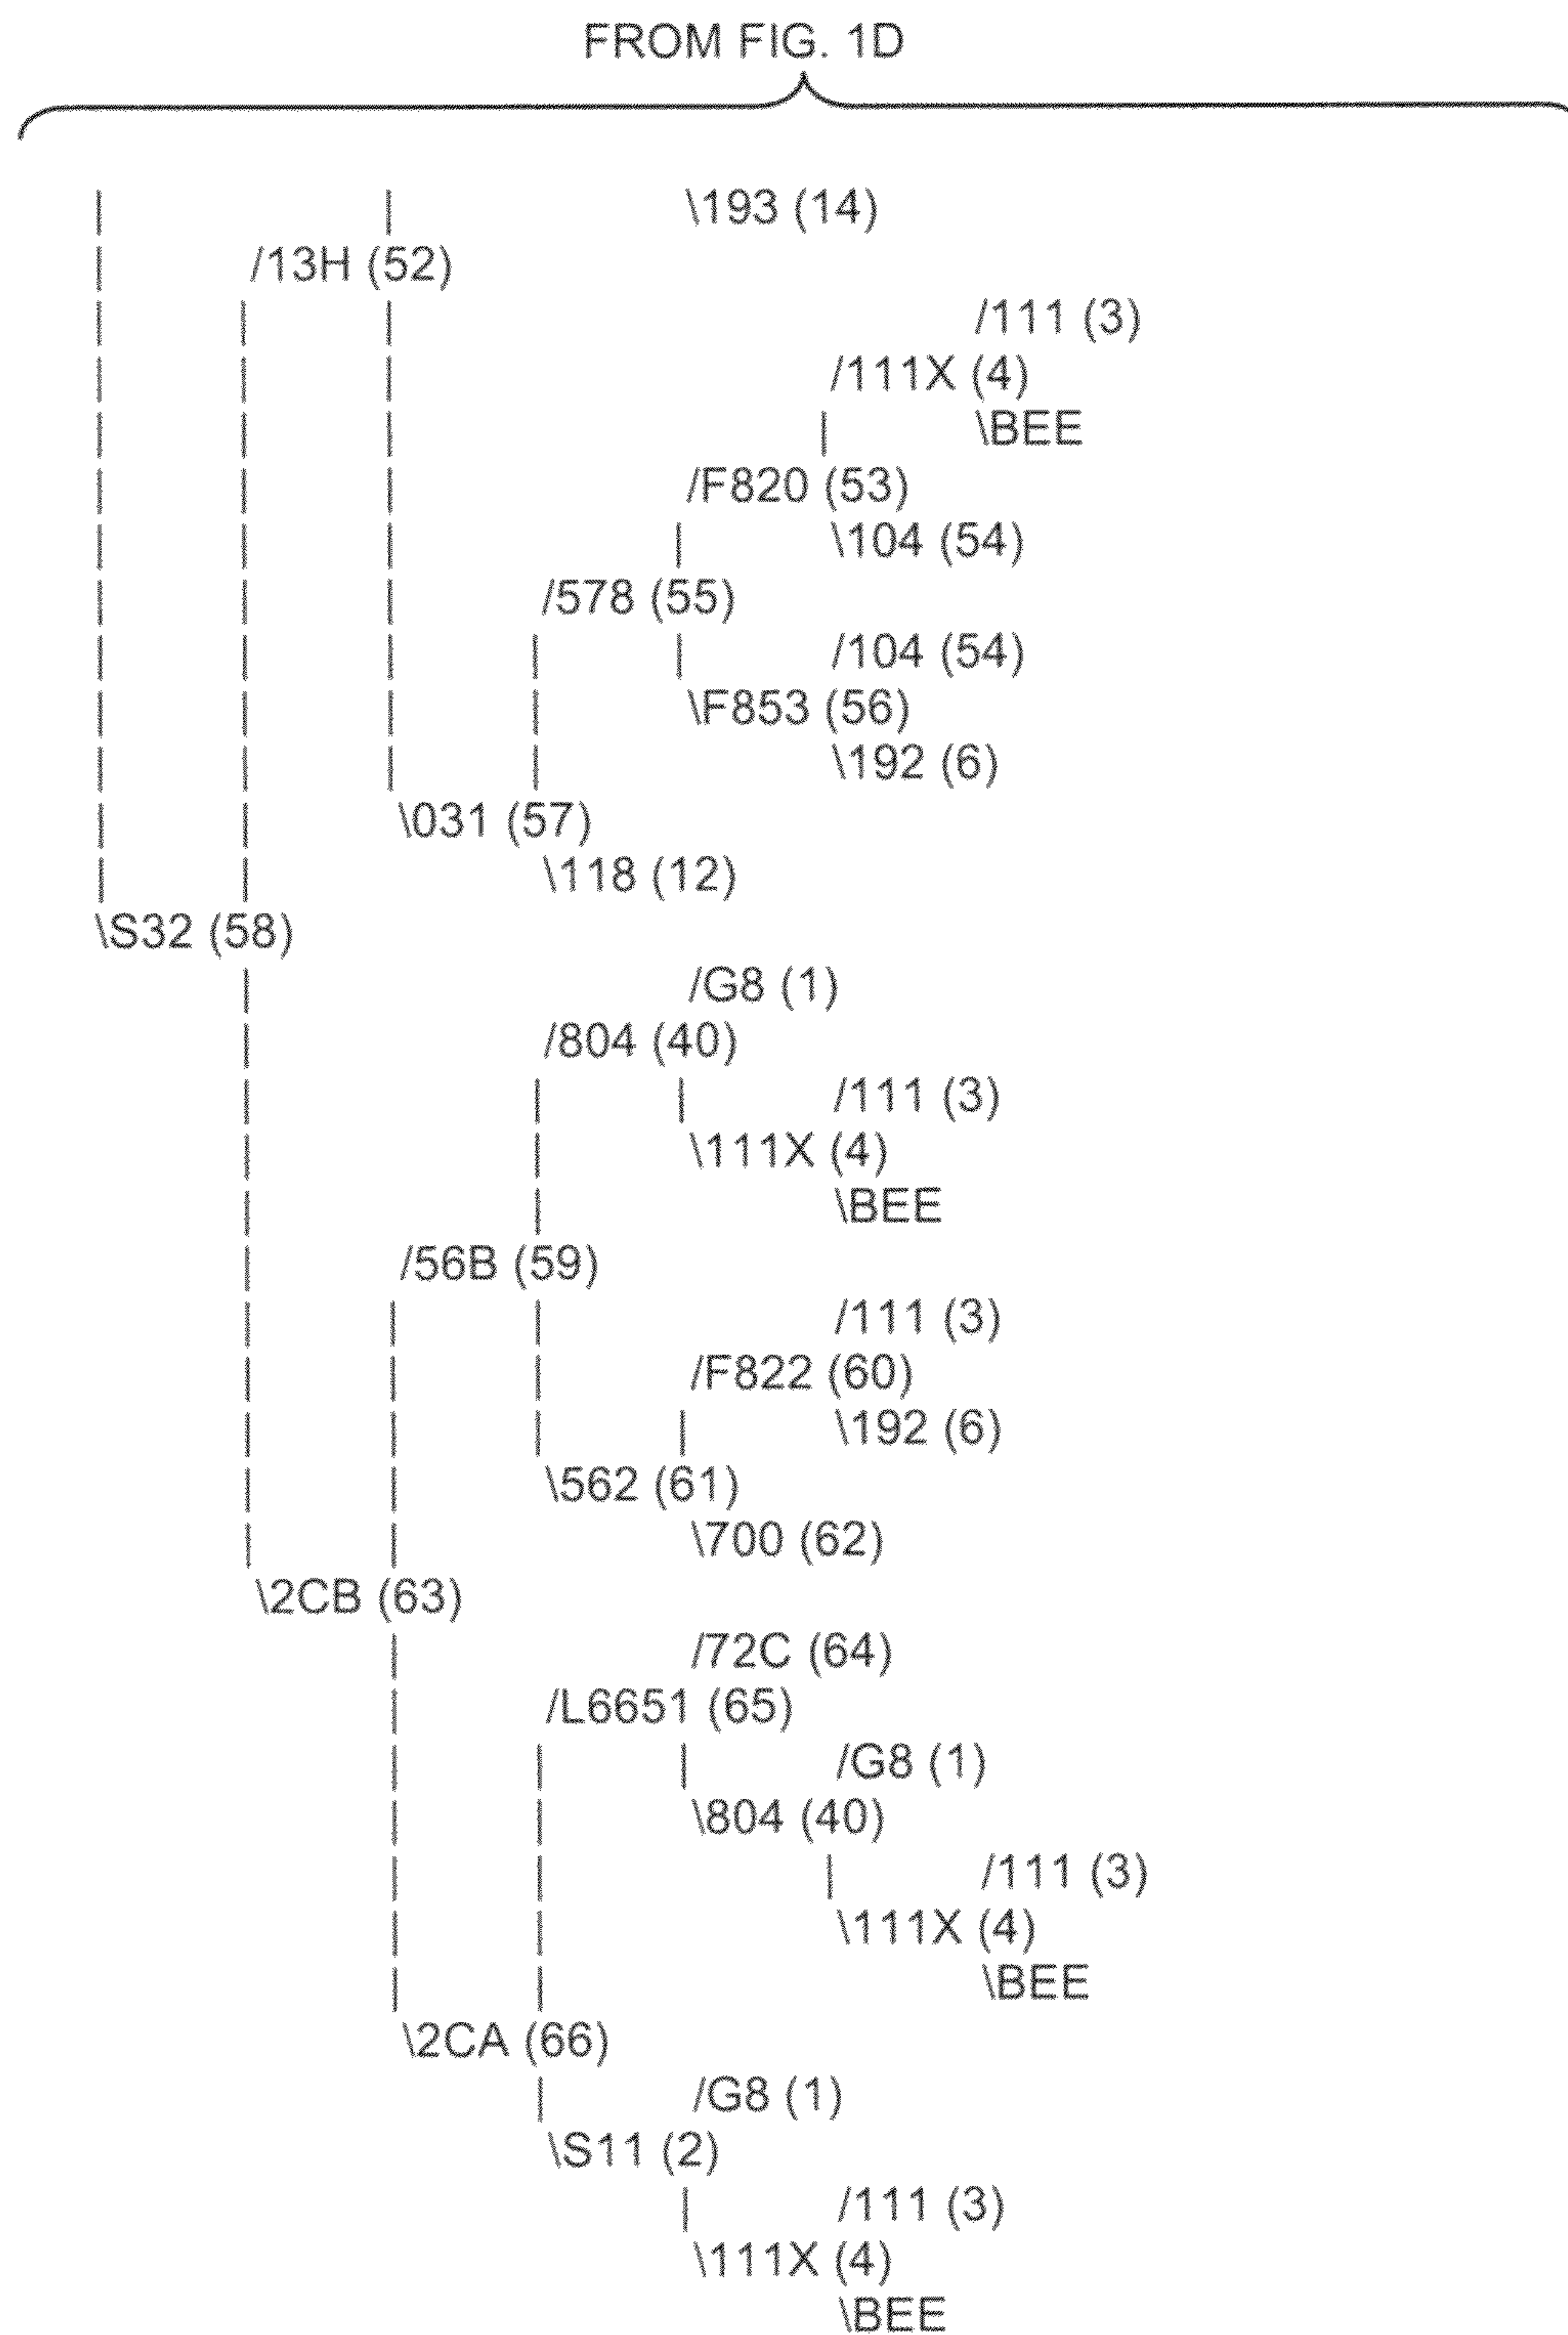 FROM FIG. 1D
| | \193 (14)
| /13H (52)
| | | /111 (3)
| | | /111X (4)
| | | | \BEE
| | | /F820 (53)
| | | | \104 (54)
| | | /578 (55)
| | | | | /104 (54)
| | | | \F853 (56)
| | | | \192 (6)
| | \031 (57)
| | \118 (12)
\S32 (58)
| /G8 (1)
| /804 (40)
| | | /111 (3)
| | \111X (4)
| | \BEE
| /56B (59)
| | | /111 (3)
| | | /F822 (60)
| | | | \192 (6)
| | \562 (61)
| | \700 (62)
\2CB (63)
| /72C (64)
| /L6651 (65)
| | | /G8 (1)
| | \804 (40)
| | | /111 (3)
| | \111X (4)
| | \BEE
\2CA (66)
| /G8 (1)
\S11 (2)
| /111 (3)
\111X (4)
\BEE